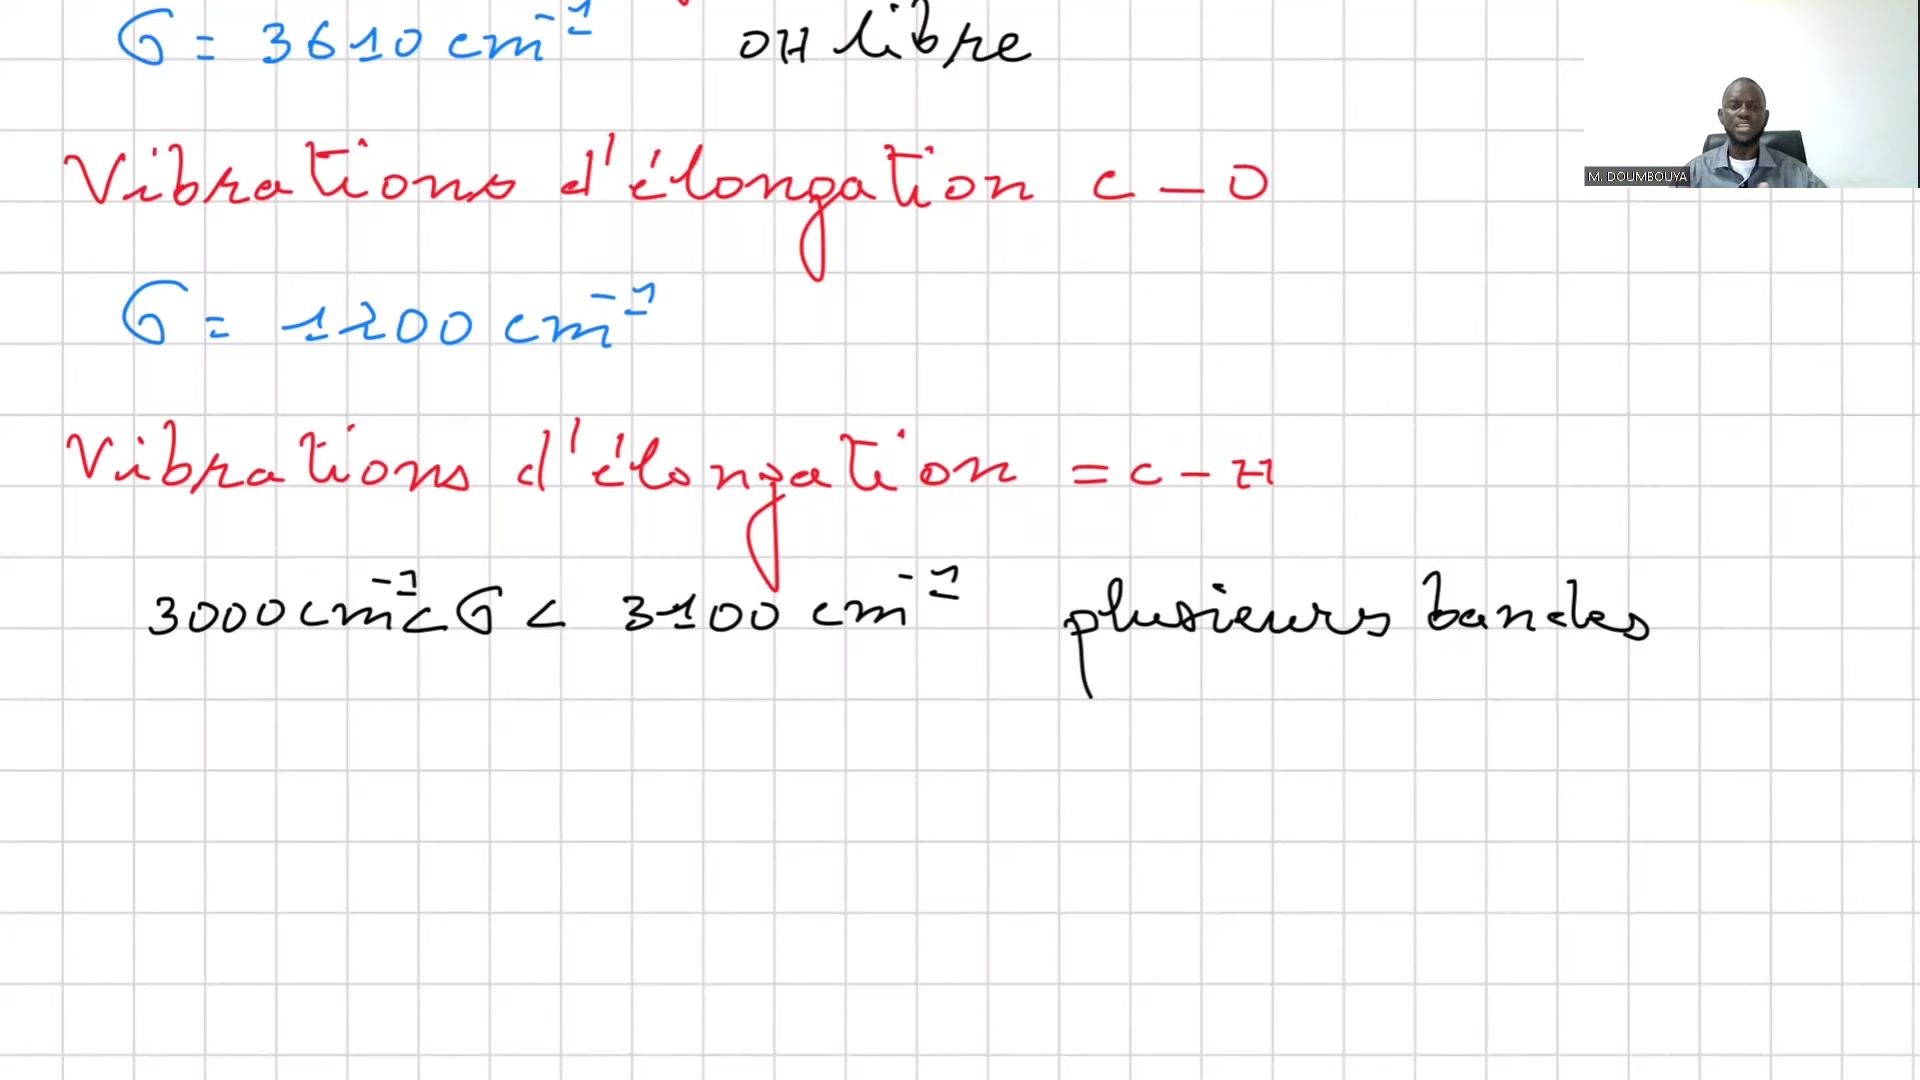 σ = 3610 cm⁻¹ OH libre
M. DOUMBOUYA
Vibrations d'élongation C - O
σ = 1200 cm⁻¹
Vibrations d'élongation = C - H
3000 cm⁻¹ < σ < 3100 cm⁻¹ plusieurs bandes